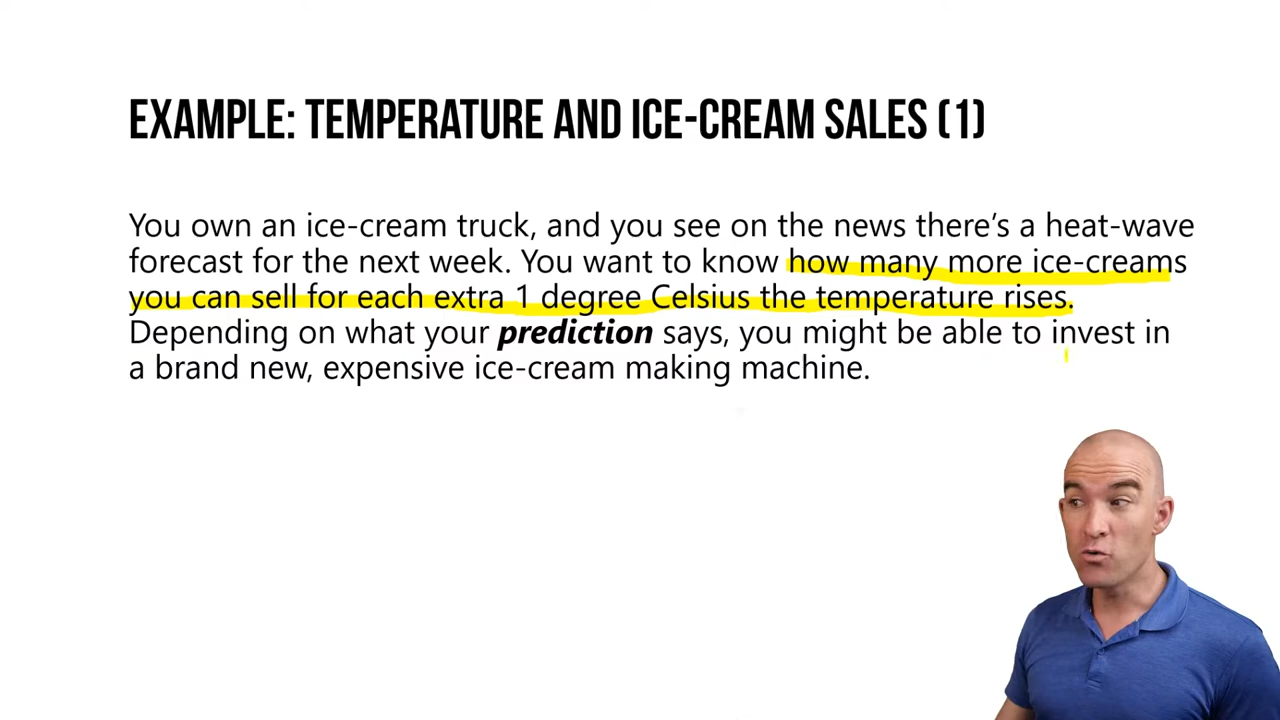 EXAMPLE: TEMPERATURE AND ICE-CREAM SALES (1)
You own an ice-cream truck, and you see on the news there’s a heat-wave
forecast for the next week. You want to know how many more ice-creams
you can sell for each extra 1 degree Celsius the temperature rises.
Depending on what your prediction says, you might be able to invest in
a brand new, expensive ice-cream making machine.